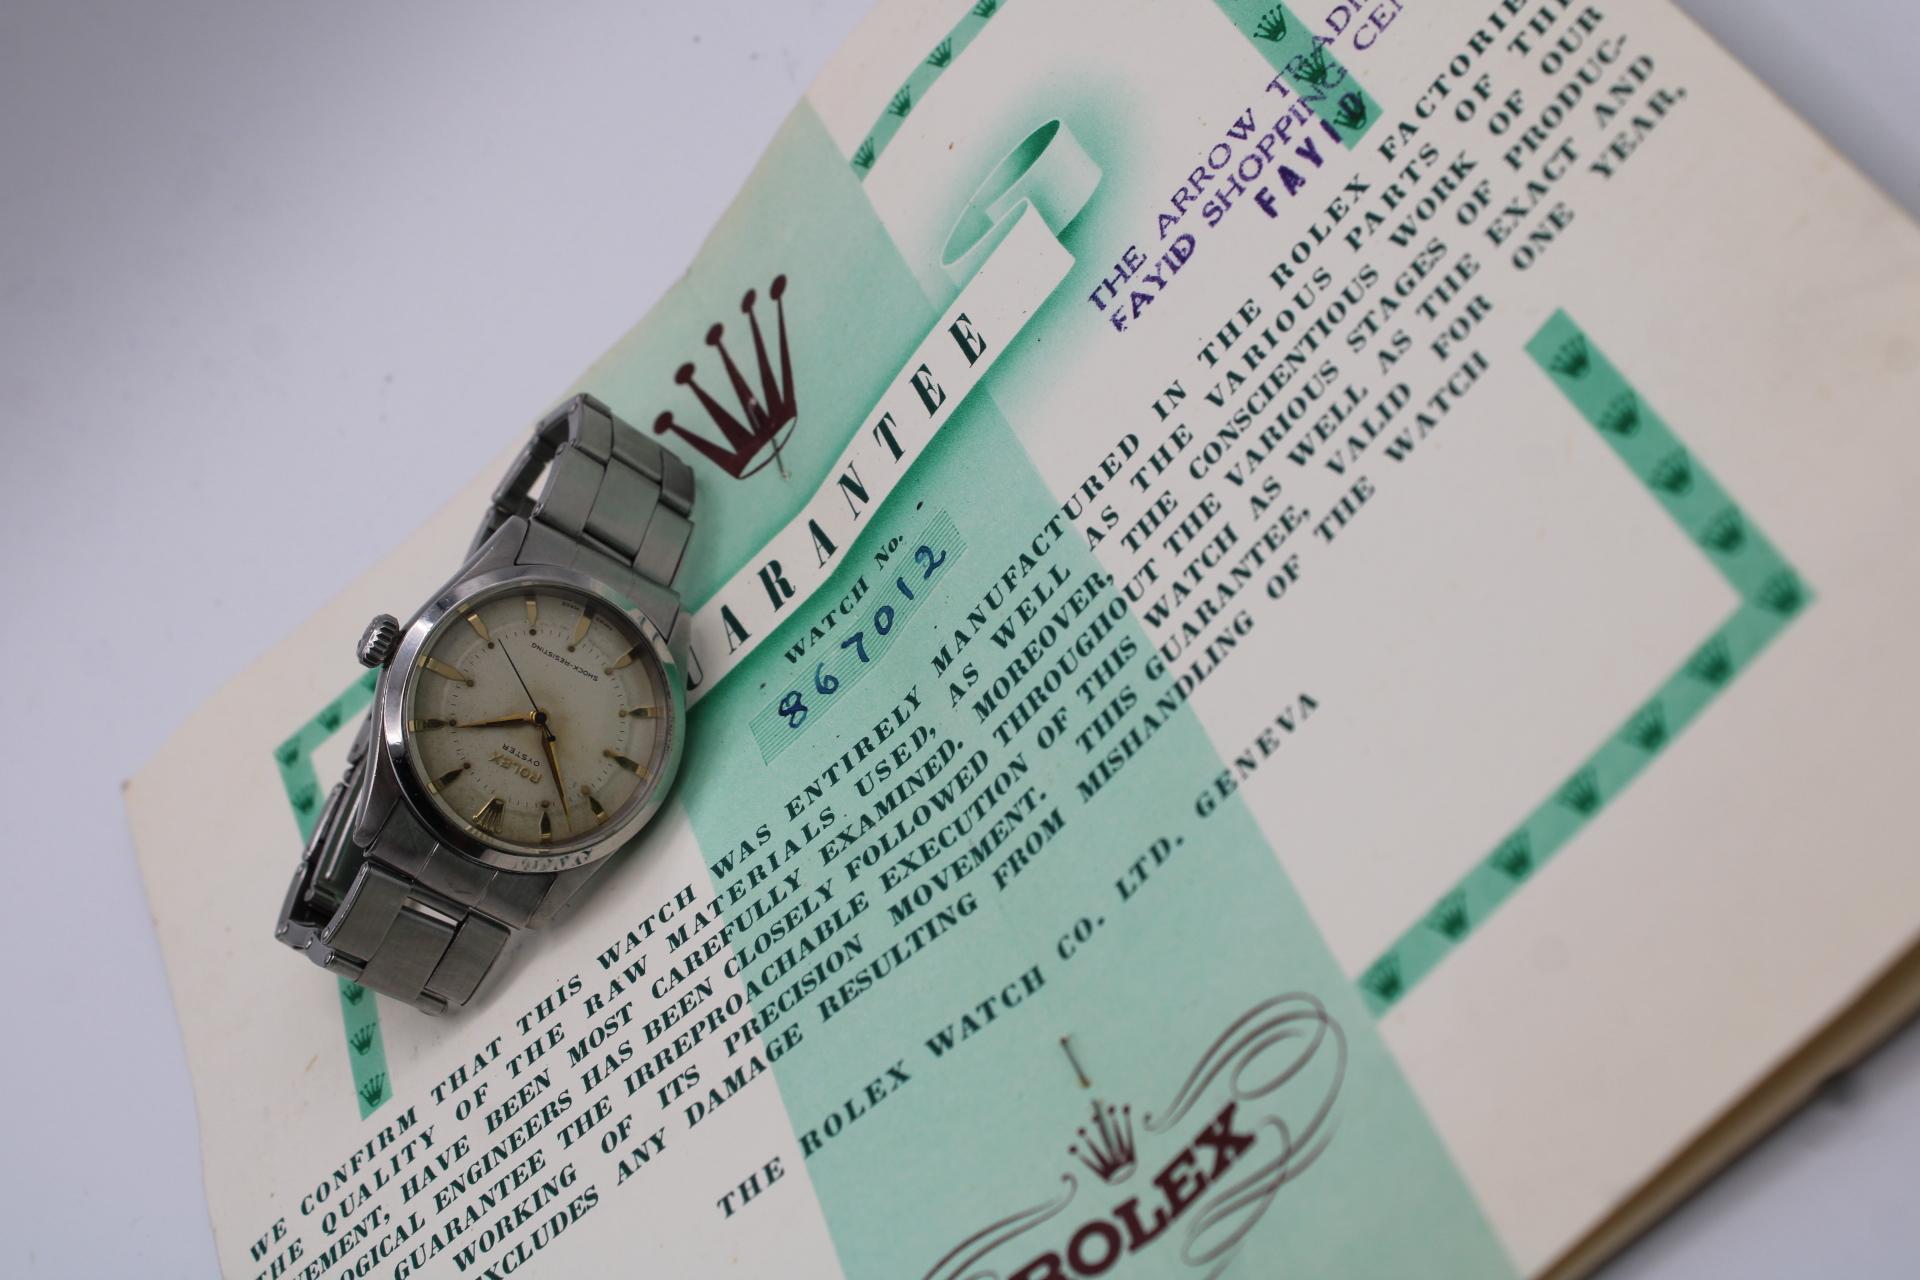 THE ARROW
FAYID SHOPPING
FAYID
WATCH No.
867012
WE CONFIRM THAT THIS WATCH WAS ENTIRELY MANUFACTURED IN THE ROLEX FACTORIE
THE QUALITY OF THE RAW MATERIALS USED, AS WELL AS THE VARIOUS PARTS OF THE
HAVE BEEN MOST CAREFULLY EXAMINED. MOREOVER, THE CONSCIENTIOUS WORK OF OUR
ENGINEERS HAS BEEN CLOSELY FOLLOWED THROUGHOUT THE VARIOUS STAGES OF PRODUC-
GUARANTEE THE IRREPROACHABLE EXECUTION OF THIS WATCH AS WELL AS THE EXACT AND
WORKING OF ITS PRECISION MOVEMENT. THIS GUARANTEE, VALID FOR ONE YEAR,
EXCLUDES ANY DAMAGE RESULTING FROM MISHANDLING OF THE WATCH
THE ROLEX WATCH CO. LTD. GENEVA
ROLEX
ROLEX
OYSTER
SHOCK-RESISTING